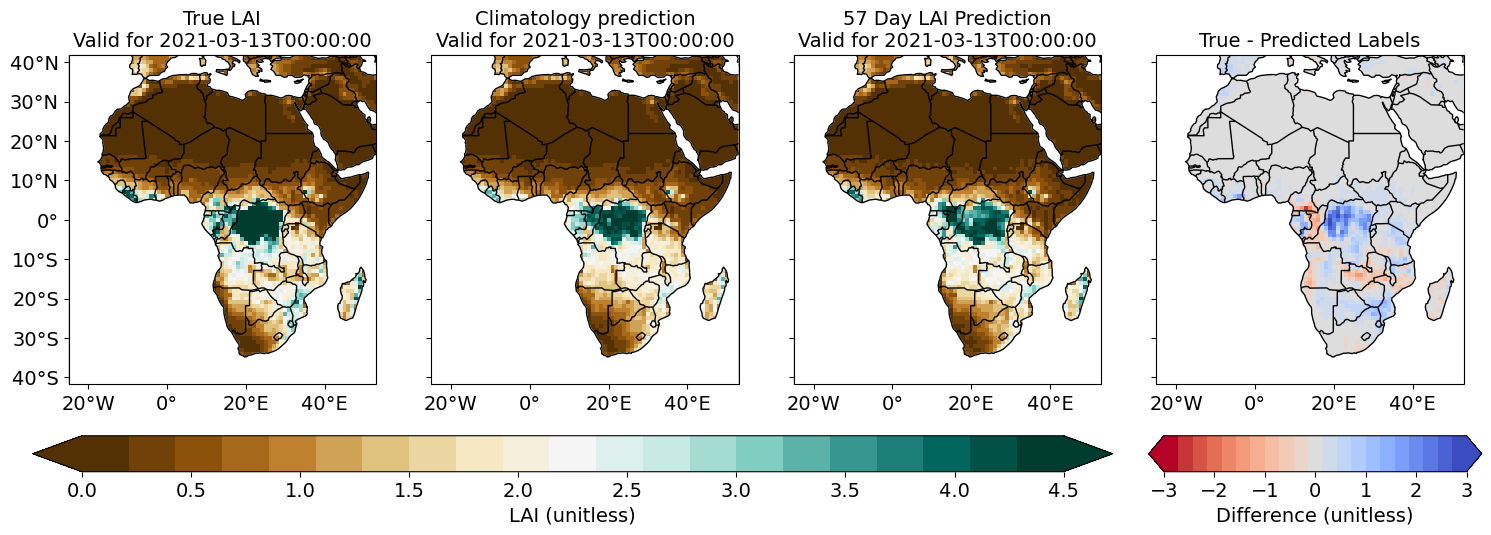 True LAI
Valid for 2021-03-13T00:00:00
Climatology prediction
Valid for 2021-03-13T00:00:00
57 Day LAI Prediction
Valid for 2021-03-13T00:00:00
True - Predicted Labels
40°N
30°N
20°N
10°N
0°
10°S
20°S
30°S
40°S
20°W 0° 20°E 40°E
20°W 0° 20°E 40°E
20°W 0° 20°E 40°E
20°W 0° 20°E 40°E
0.0 0.5 1.0 1.5 2.0 2.5 3.0 3.5 4.0 4.5
LAI (unitless)
−3 −2 −1 0 1 2 3
Difference (unitless)